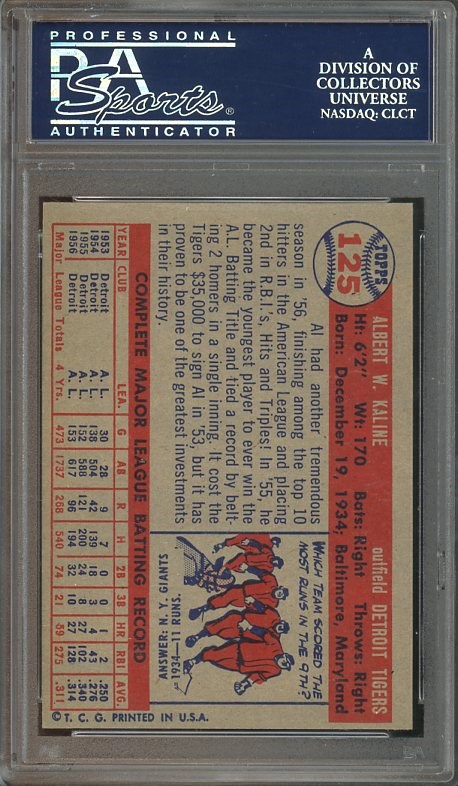 PROFESSIONAL
PSA
Sports®
AUTHENTICATOR
A
DIVISION OF
COLLECTORS
UNIVERSE
NASDAQ: CLCT
TOPPS
125
ALBERT W. KALINE outfield DETROIT TIGERS
Ht: 6'2" Wt: 170 Bats: Right Throws: Right
Born: December 19, 1934; Baltimore, Maryland
Al had another tremendous
season in '56, finishing among the top 10
hitters in the American League and placing
2nd in R.B.I.'s, Hits and Triples! In '55, he
became the youngest player to ever win the
A.L. Batting Title and tied a record by belt-
ing 2 homers in a single inning. It cost the
Tigers $35,000 to sign Al in '53, but it has
proven to be one of the greatest investments
in their history.
WHICH TEAM SCORED THE
MOST RUNS IN THE 9TH?
ANSWER: N.Y. GIANTS
1934—11 RUNS.
COMPLETE MAJOR LEAGUE BATTING RECORD
YEAR CLUB LEA. G AB R H 2B 3B HR RBI AVG.
1953 Detroit A. L. 30 28 9 7 0 0 1 2 .250
1954 Detroit A. L. 138 504 42 139 18 3 4 43 .276
1955 Detroit A. L. 152 588 121 200 24 8 27 102 .340
1956 Detroit A. L. 153 617 96 194 32 10 27 128 .314
Major League Totals 4 Yrs. 473 1737 268 540 74 21 59 275 .311
© T. C. G. PRINTED IN U.S.A.